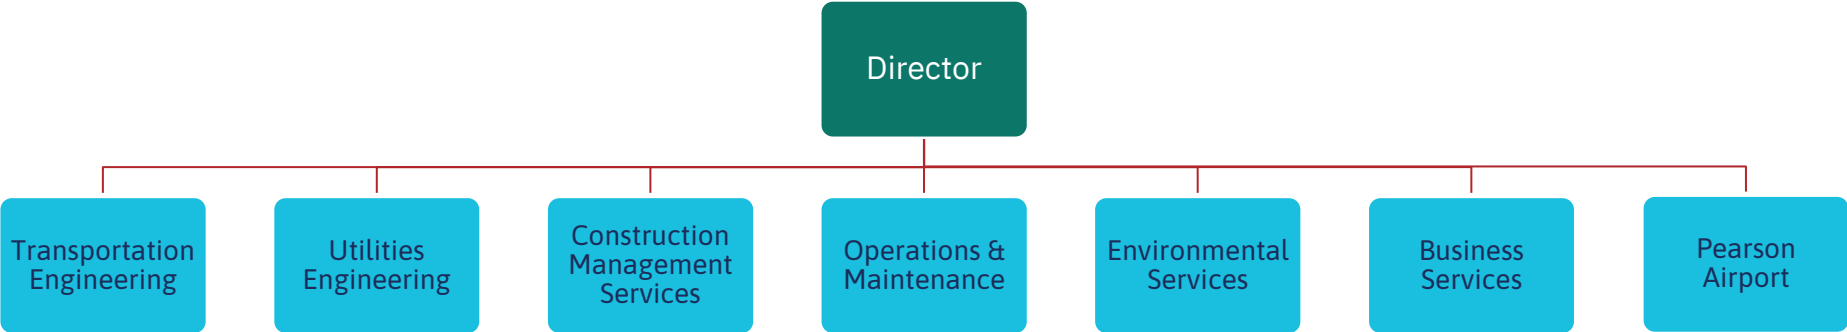 Director
Transportation
Engineering
Utilities
Engineering
Construction
Management
Services
Operations &
Maintenance
Environmental
Services
Business
Services
Pearson
Airport